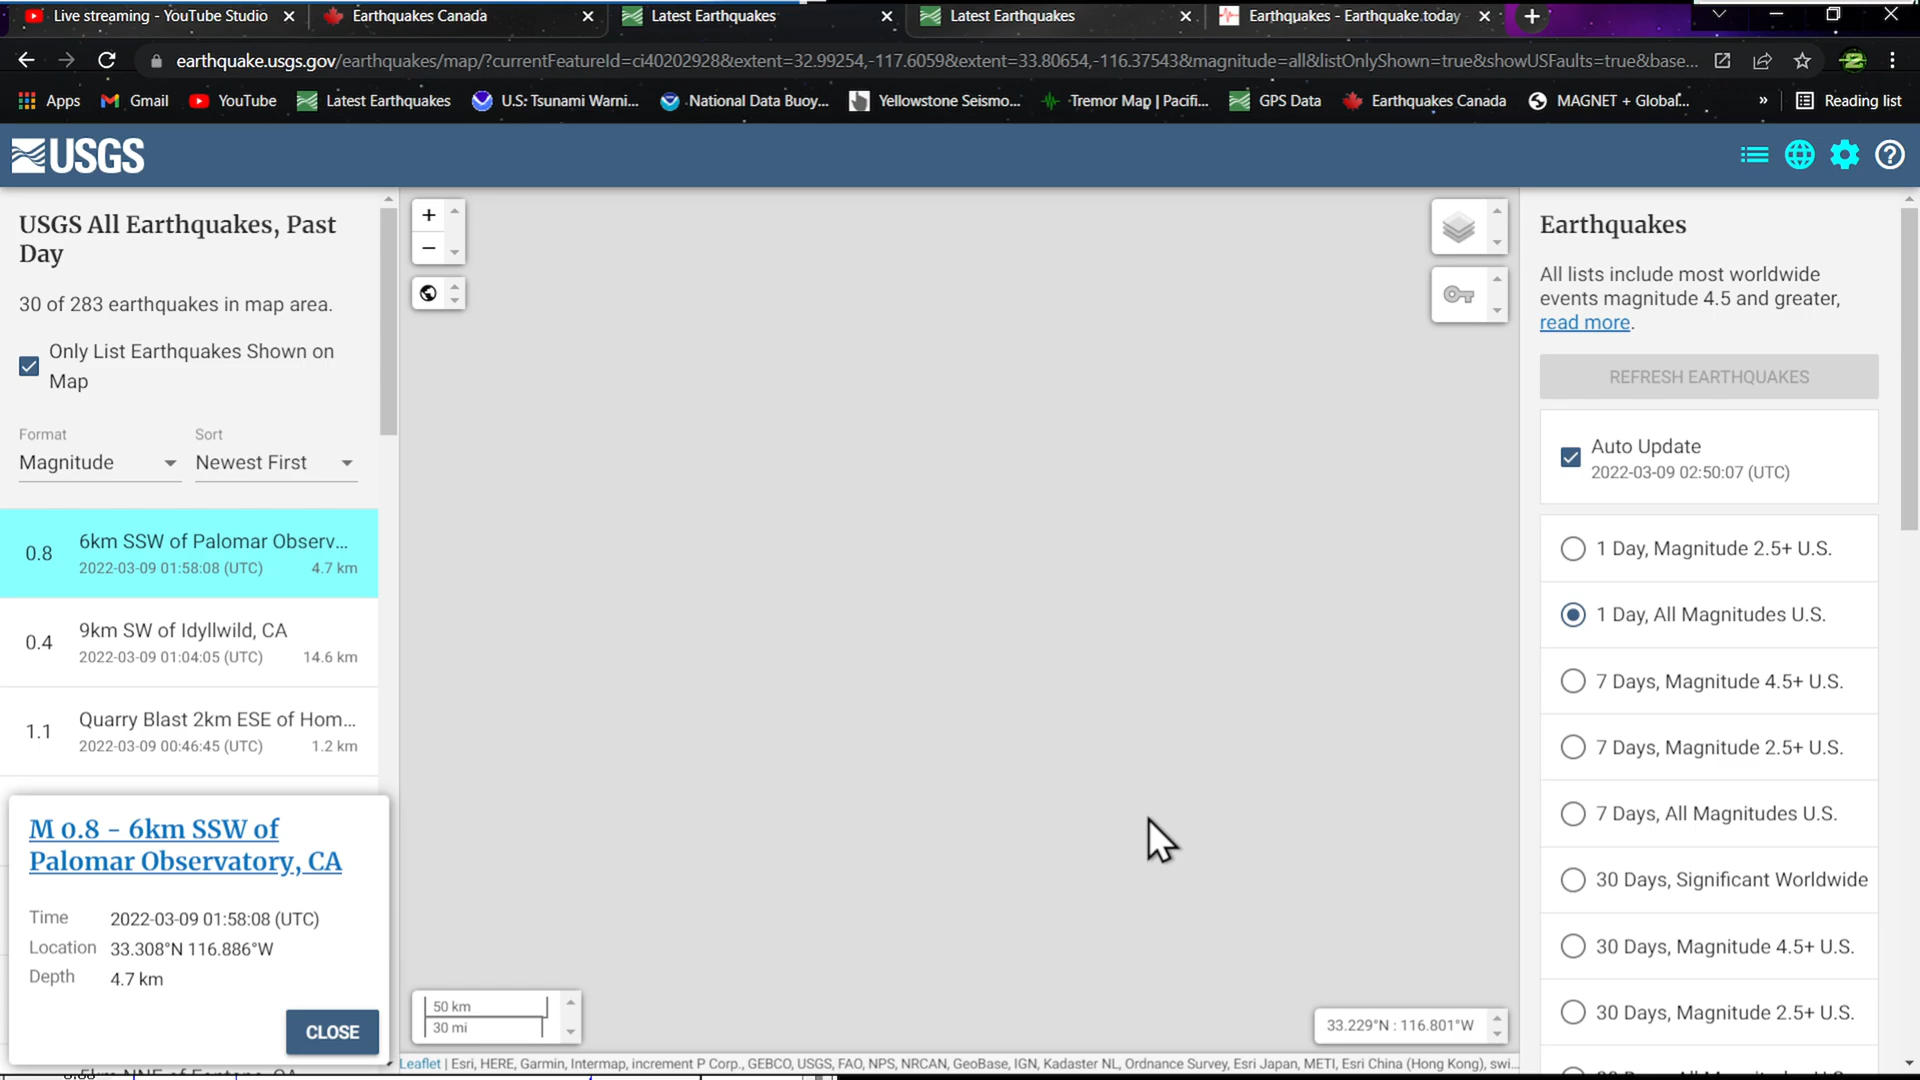 Live streaming - YouTube Studio
Earthquakes Canada
Latest Earthquakes
Latest Earthquakes
Earthquakes - Earthquake.today
earthquake.usgs.gov/earthquakes/map/?currentFeatureId=ci40202928&extent=32.99254,-117.6059&extent=33.80654,-116.37543&magnitude=all&listOnlyShown=true&showUSFaults=true&base...
Apps
Gmail
YouTube
Latest Earthquakes
U.S: Tsunami Warni...
National Data Buoy...
Yellowstone Seismo...
Tremor Map | Pacifi...
GPS Data
Earthquakes Canada
MAGNET + Global...
»
Reading list
USGS
USGS All Earthquakes, Past
Day
30 of 283 earthquakes in map area.
Only List Earthquakes Shown on
Map
Format
Magnitude
Sort
Newest First
0.8
6km SSW of Palomar Observ...
2022-03-09 01:58:08 (UTC)
4.7 km
0.4
9km SW of Idyllwild, CA
2022-03-09 01:04:05 (UTC)
14.6 km
1.1
Quarry Blast 2km ESE of Hom...
2022-03-09 00:46:45 (UTC)
1.2 km
M 0.8 - 6km SSW of
Palomar Observatory, CA
Time 2022-03-09 01:58:08 (UTC)
Location 33.308°N 116.886°W
Depth 4.7 km
CLOSE
+
−
50 km
30 mi
33.229°N : 116.801°W
Leaflet | Esri, HERE, Garmin, Intermap, increment P Corp., GEBCO, USGS, FAO, NPS, NRCAN, GeoBase, IGN, Kadaster NL, Ordnance Survey, Esri Japan, METI, Esri China (Hong Kong), swi...
Earthquakes
All lists include most worldwide
events magnitude 4.5 and greater,
read more.
REFRESH EARTHQUAKES
Auto Update
2022-03-09 02:50:07 (UTC)
1 Day, Magnitude 2.5+ U.S.
1 Day, All Magnitudes U.S.
7 Days, Magnitude 4.5+ U.S.
7 Days, Magnitude 2.5+ U.S.
7 Days, All Magnitudes U.S.
30 Days, Significant Worldwide
30 Days, Magnitude 4.5+ U.S.
30 Days, Magnitude 2.5+ U.S.